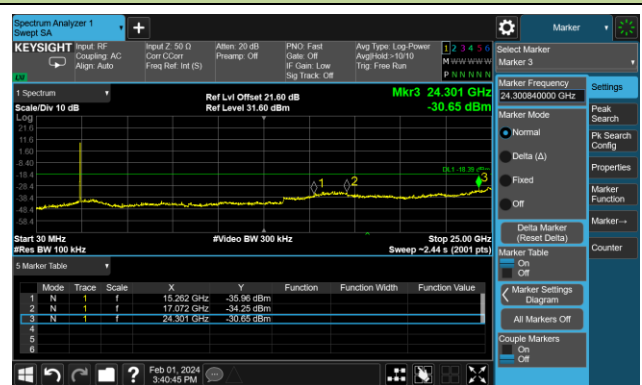 Spectrum Analyzer 1
Swept SA
+
Marker
KEYSIGHT
Input: RF
Coupling: AC
Align: Auto
Input Z: 50 Ω
Corr CCorr
Freq Ref: Int (S)
Atten: 20 dB
Preamp: Off
PNO: Fast
Gate: Off
IF Gain: Low
Sig Track: Off
Avg Type: Log-Power
Avg|Hold:>10/10
Trig: Free Run
1 2 3 4 5 6
M W W W W W
P N N N N N
LW
Select Marker
Marker 3
1 Spectrum
Scale/Div 10 dB
Log
Ref Lvl Offset 21.60 dB
Ref Level 31.60 dBm
Mkr3 24.301 GHz
-30.65 dBm
21.6
11.6
1.60
-8.40
-18.4
-28.4
-38.4
-48.4
-58.4
DL1 -18.39 dBm
1
2
3
Start 30 MHz
#Res BW 100 kHz
#Video BW 300 kHz
Stop 25.00 GHz
Sweep ~2.44 s (2001 pts)
5 Marker Table
Mode Trace Scale X Y Function Function Width Function Value
1 N 1 f 15.262 GHz -35.96 dBm
2 N 1 f 17.072 GHz -34.25 dBm
3 N 1 f 24.301 GHz -30.65 dBm
4
5
6
Marker Frequency
24.300840000 GHz
Marker Mode
Normal
Delta (Δ)
Fixed
Off
Delta Marker
(Reset Delta)
Marker Table
On
Off
Marker Settings
Diagram
All Markers Off
Couple Markers
On
Off
Settings
Peak
Search
Pk Search
Config
Properties
Marker
Function
Marker→
Counter
?
Feb 01, 2024
3:40:45 PM